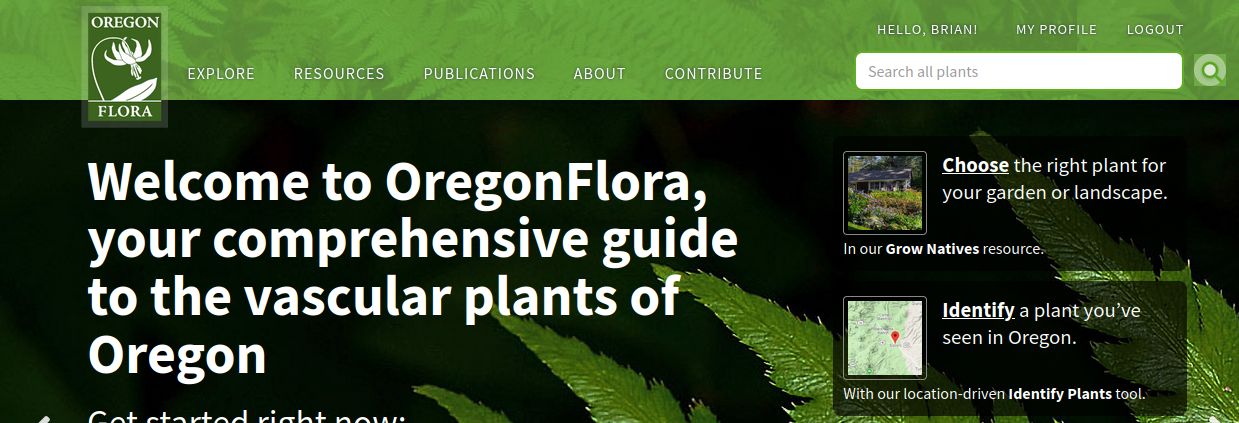 OREGON
FLORA
HELLO, BRIAN!
MY PROFILE
LOGOUT
EXPLORE
RESOURCES
PUBLICATIONS
ABOUT
CONTRIBUTE
Search all plants
Welcome to OregonFlora,
your comprehensive guide
to the vascular plants of
Oregon
Get started right now:
Choose the right plant for
your garden or landscape.
In our Grow Natives resource.
Identify a plant you’ve
seen in Oregon.
With our location-driven Identify Plants tool.